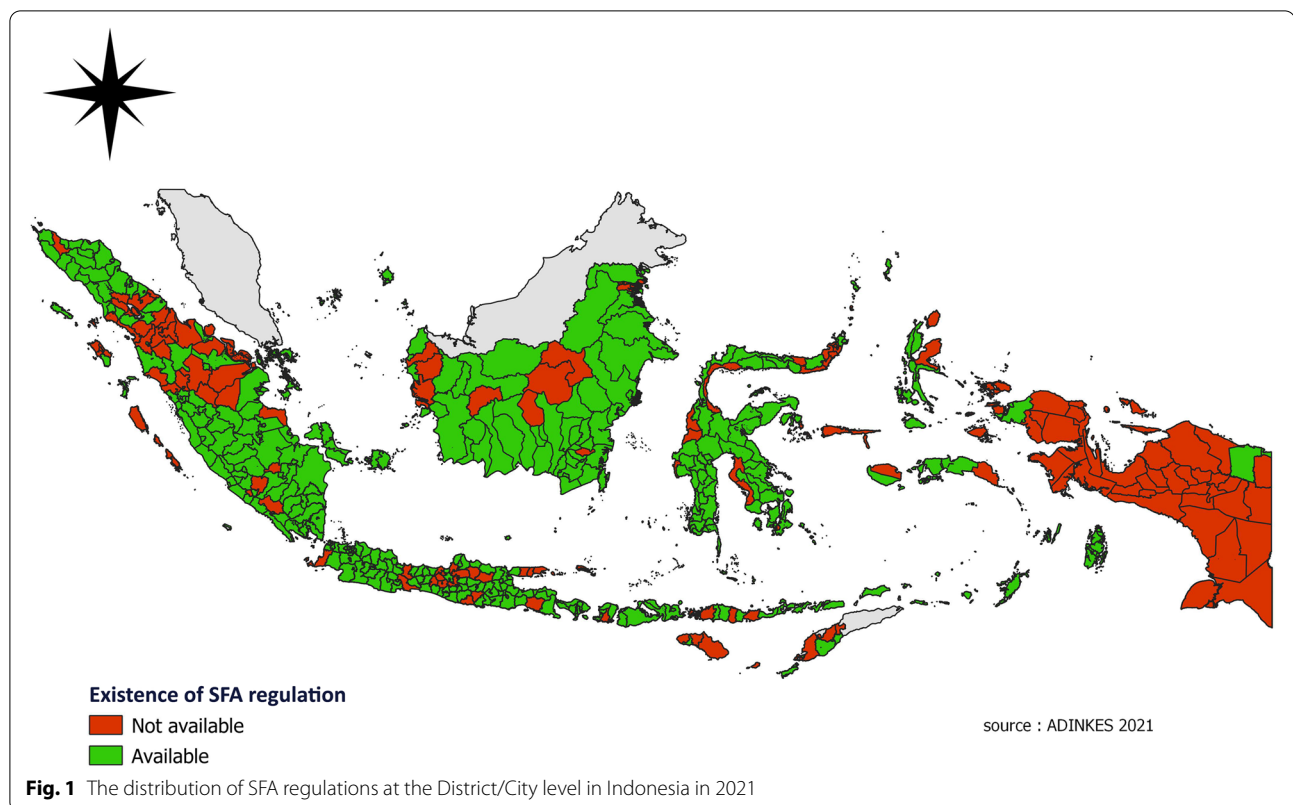 Existence of SFA regulation
Not available
Available
source : ADINKES 2021
Fig. 1 The distribution of SFA regulations at the District/City level in Indonesia in 2021